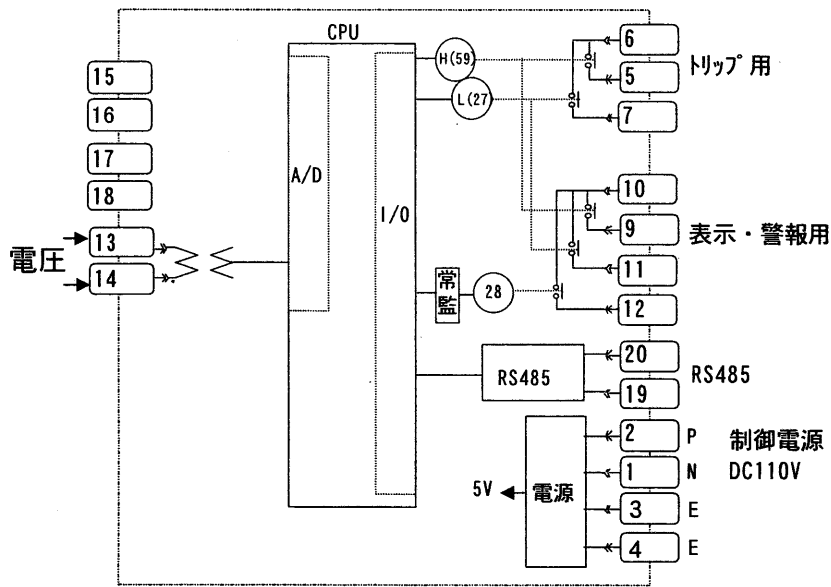 CPU
15
16
17
18
電圧
13
14
A/D
I/O
H(59)
L(27)
常監
28
6
5
7
トリップ用
10
9
11
12
表示・警報用
RS485
20
19
RS485
5V
電源
2 P
1 N
3 E
4 E
制御電源
DC110V